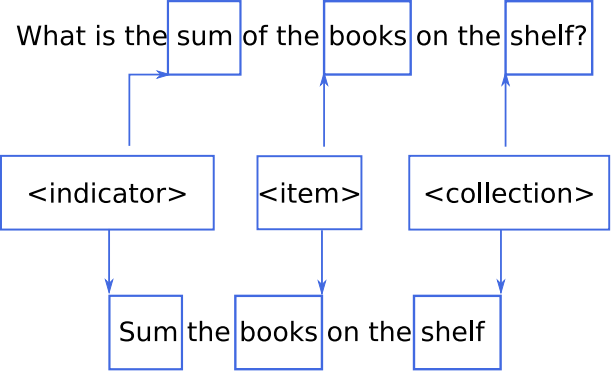 What is the sum of the books on the shelf?
<indicator> <item> <collection>
Sum the books on the shelf